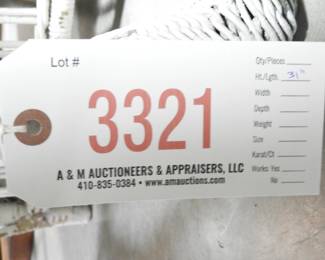 Lot #
3321
A & M AUCTIONEERS & APPRAISERS, LLC
410-835-0384 • www.amauctions.com
Qty/Pieces
Ht./Lgth. 31"
Width
Depth
Weight
Size
Karat/Ct
Works: Yes
No